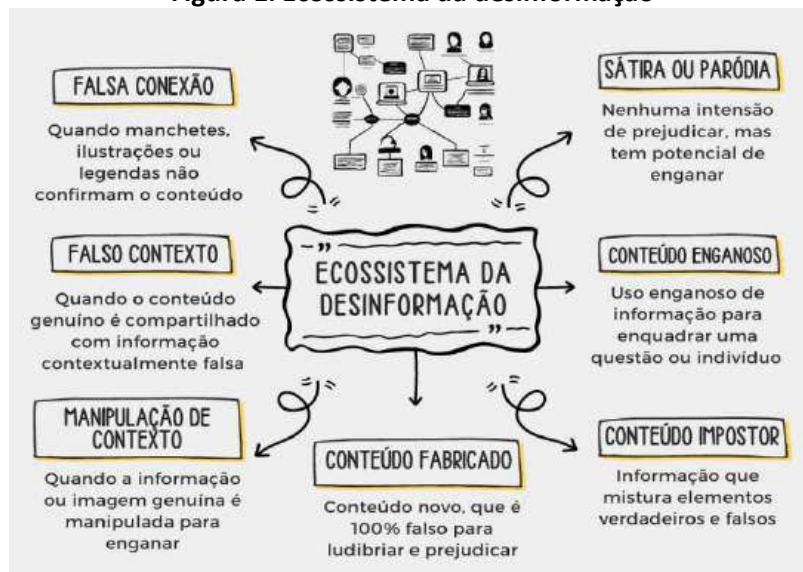 FALSA CONEXÃO
Quando manchetes,
ilustrações ou
legendas não
confirmam o conteúdo
SÁTIRA OU PARÓDIA
Nenhuma intensão
de prejudicar, mas
tem potencial de
enganar
FALSO CONTEXTO
Quando o conteúdo
genuíno é compartilhado
com informação
contextualmente falsa
ECOSSISTEMA DA
DESINFORMAÇÃO
CONTEÚDO ENGANOSO
Uso enganoso de
informação para
enquadrar uma
questão ou indivíduo
MANIPULAÇÃO DE
CONTEXTO
Quando a informação
ou imagem genuína é
manipulada para
enganar
CONTEÚDO FABRICADO
Conteúdo novo, que é
100% falso para
ludibriar e prejudicar
CONTEÚDO IMPOSTOR
Informação que
mistura elementos
verdadeiros e falsos